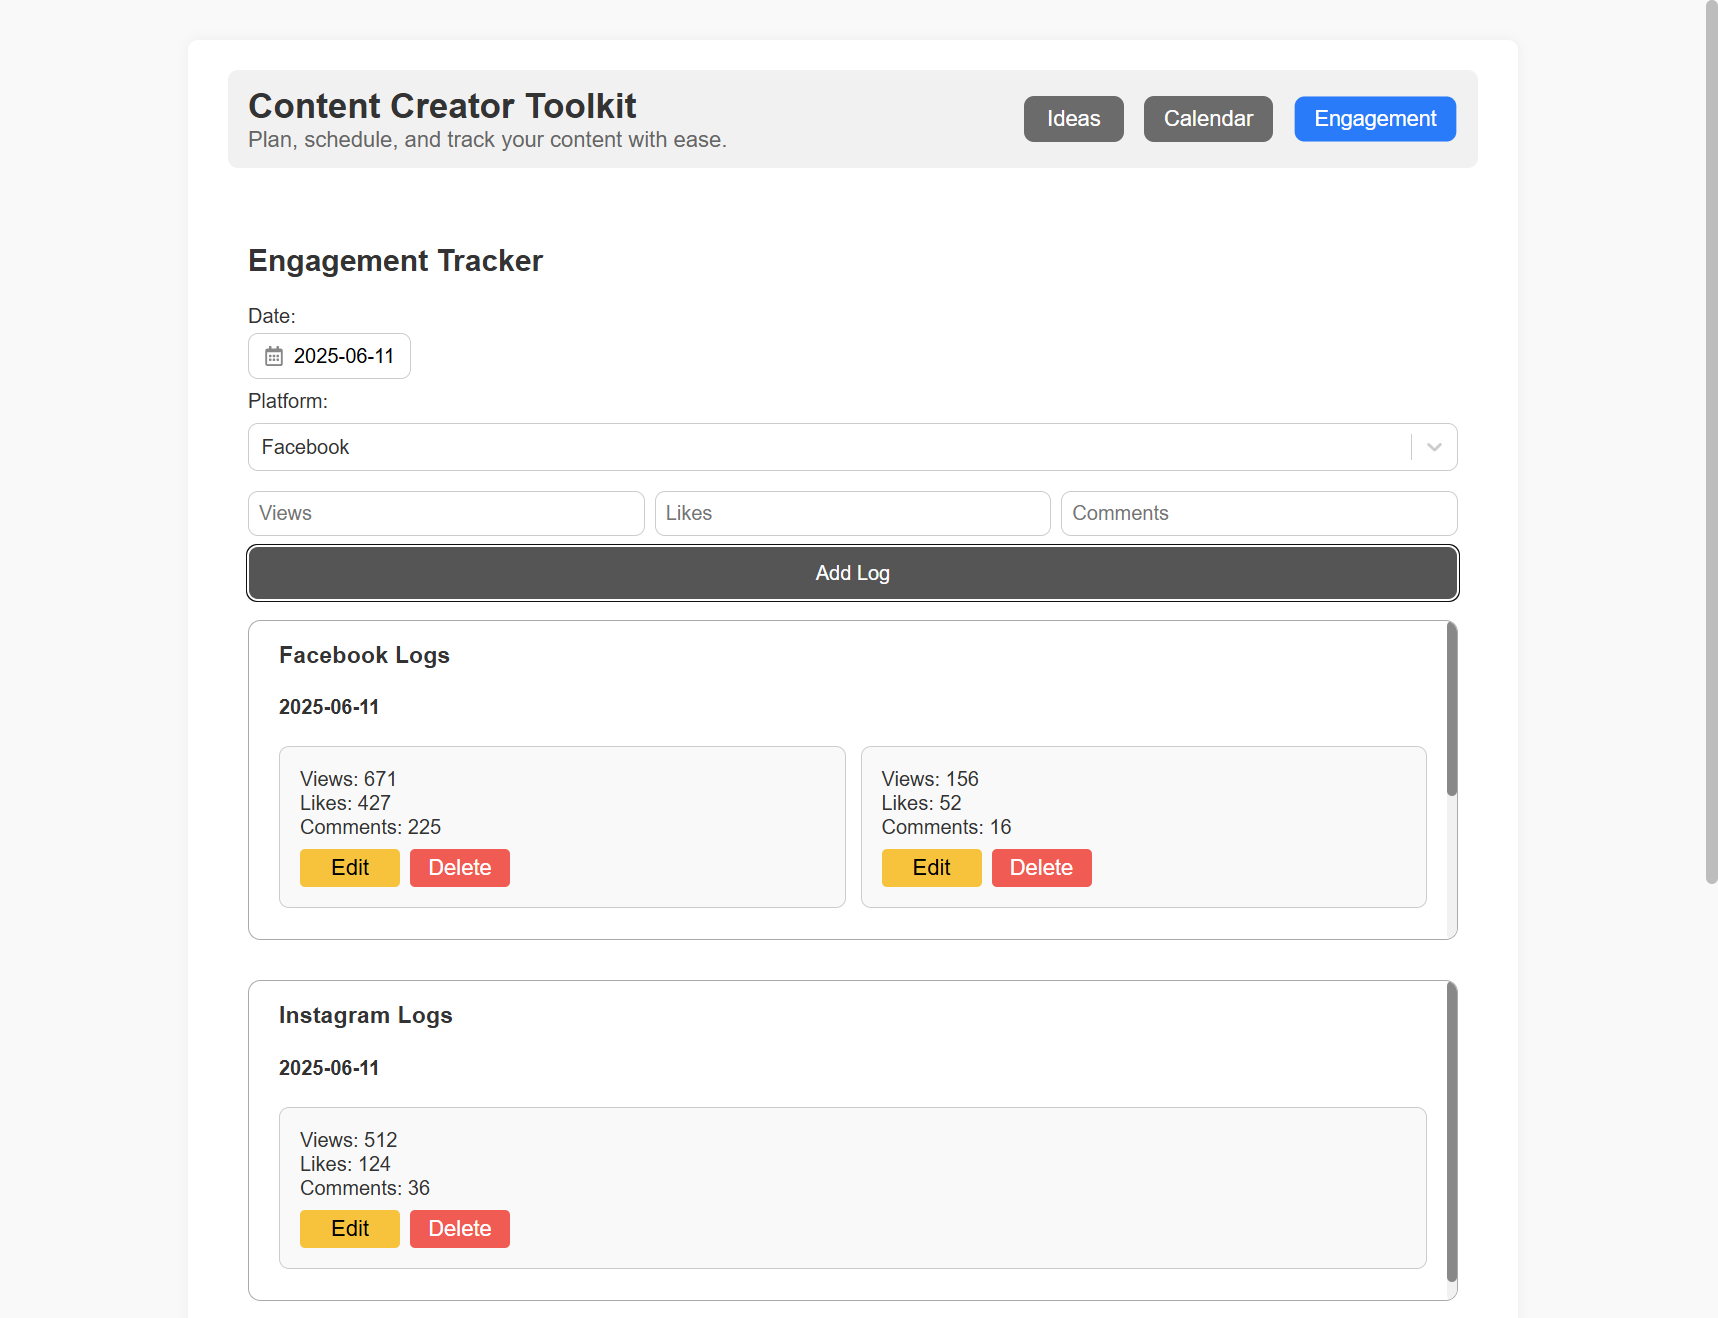 Content Creator Toolkit
Plan, schedule, and track your content with ease.
Ideas
Calendar
Engagement
Engagement Tracker
Date:
2025-06-11
Platform:
Facebook
Views
Likes
Comments
Add Log
Facebook Logs
2025-06-11
Views: 671
Likes: 427
Comments: 225
Edit
Delete
Views: 156
Likes: 52
Comments: 16
Edit
Delete
Instagram Logs
2025-06-11
Views: 512
Likes: 124
Comments: 36
Edit
Delete